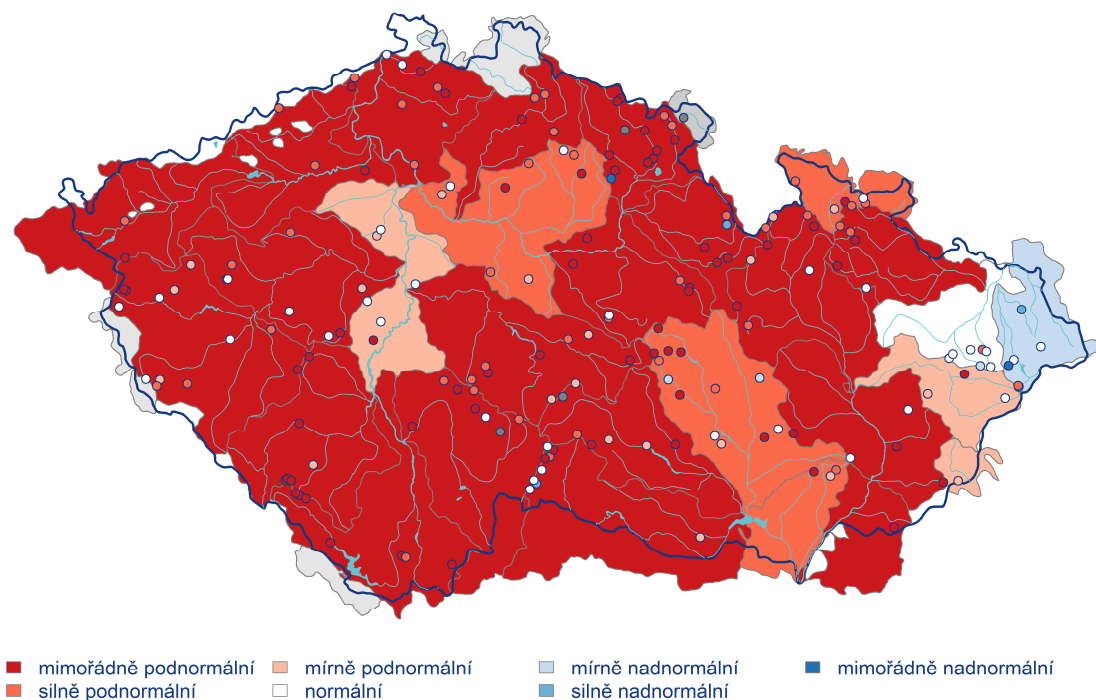 mimořádně podnormální
mírně podnormální
mírně nadnormální
mimořádně nadnormální
silně podnormální
normální
silně nadnormální